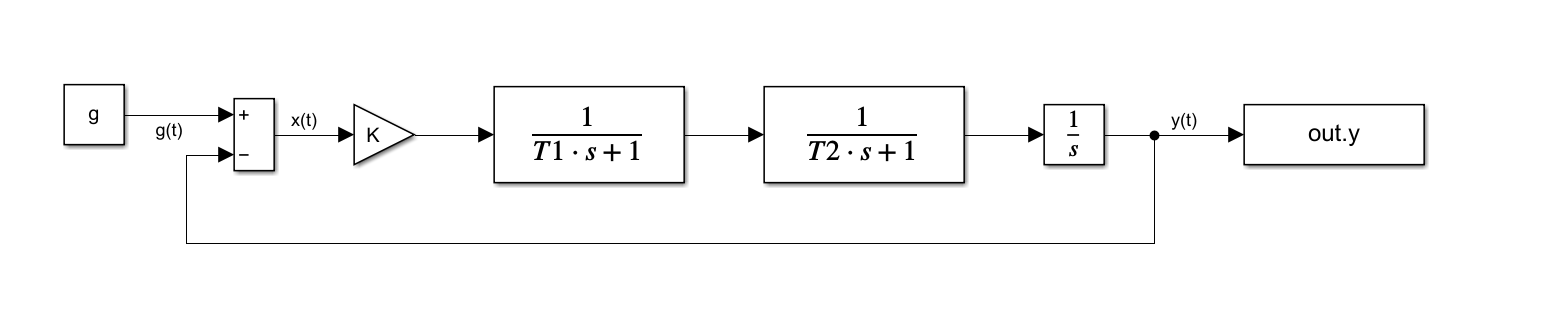 g
g(t)
+
−
x(t)
K
1
T1 · s + 1
1
T2 · s + 1
1
s
y(t)
out.y